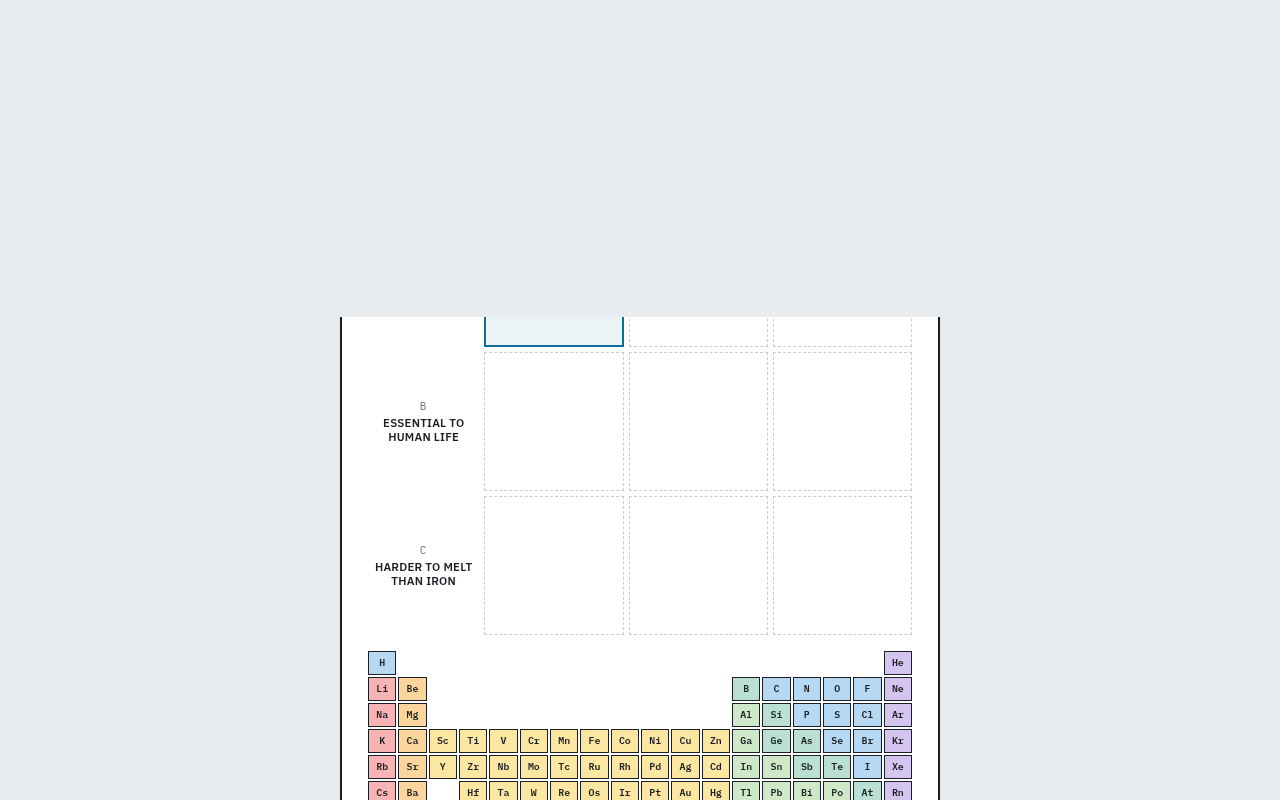 B
ESSENTIAL TO
HUMAN LIFE
C
HARDER TO MELT
THAN IRON
H He
Li Be B C N O F Ne
Na Mg Al Si P S Cl Ar
K Ca Sc Ti V Cr Mn Fe Co Ni Cu Zn Ga Ge As Se Br Kr
Rb Sr Y Zr Nb Mo Tc Ru Rh Pd Ag Cd In Sn Sb Te I Xe
Cs Ba Hf Ta W Re Os Ir Pt Au Hg Tl Pb Bi Po At Rn